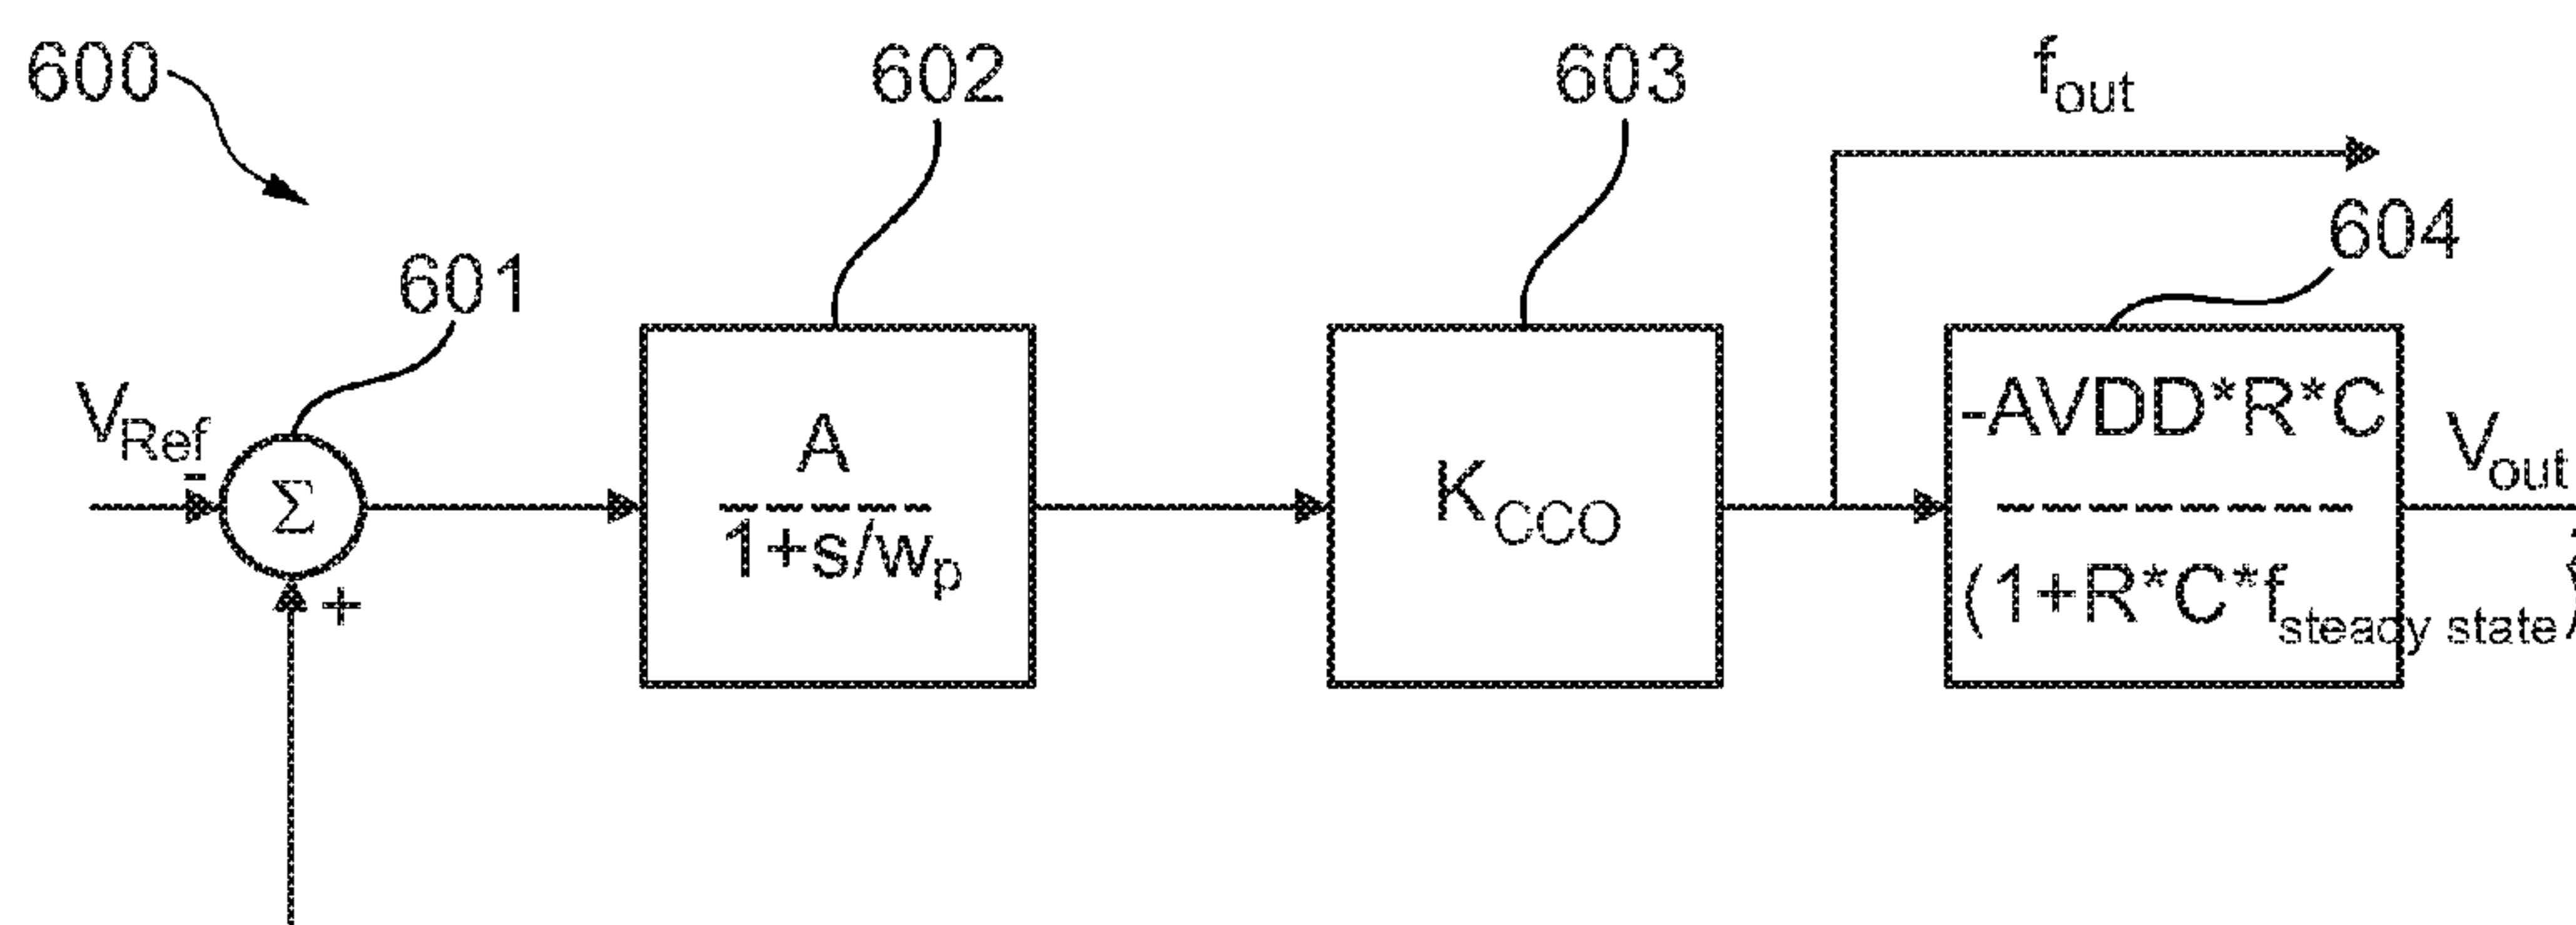 600
602
603
f_out
604
601
V_Ref
-
Σ
+
A
1+s/w_p
K_CCO
-AVDD*R*C
(1+R*C*f_steady state)
V_out